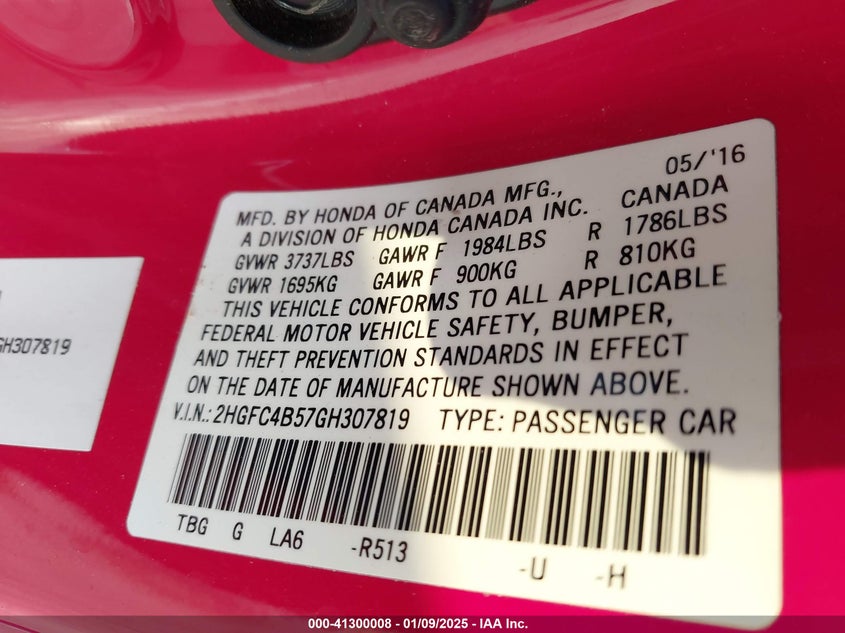 05/'16
MFD. BY HONDA OF CANADA MFG., CANADA
A DIVISION OF HONDA CANADA INC.
GVWR 3737LBS GAWR F 1984LBS R 1786LBS
GVWR 1695KG GAWR F 900KG R 810KG
THIS VEHICLE CONFORMS TO ALL APPLICABLE
FEDERAL MOTOR VEHICLE SAFETY, BUMPER,
AND THEFT PREVENTION STANDARDS IN EFFECT
ON THE DATE OF MANUFACTURE SHOWN ABOVE.
V.I.N.: 2HGFC4B57GH307819 TYPE: PASSENGER CAR
TBG G LA6 -R513 -U -H
H307819
000-41300008 - 01/09/2025 - IAA Inc.